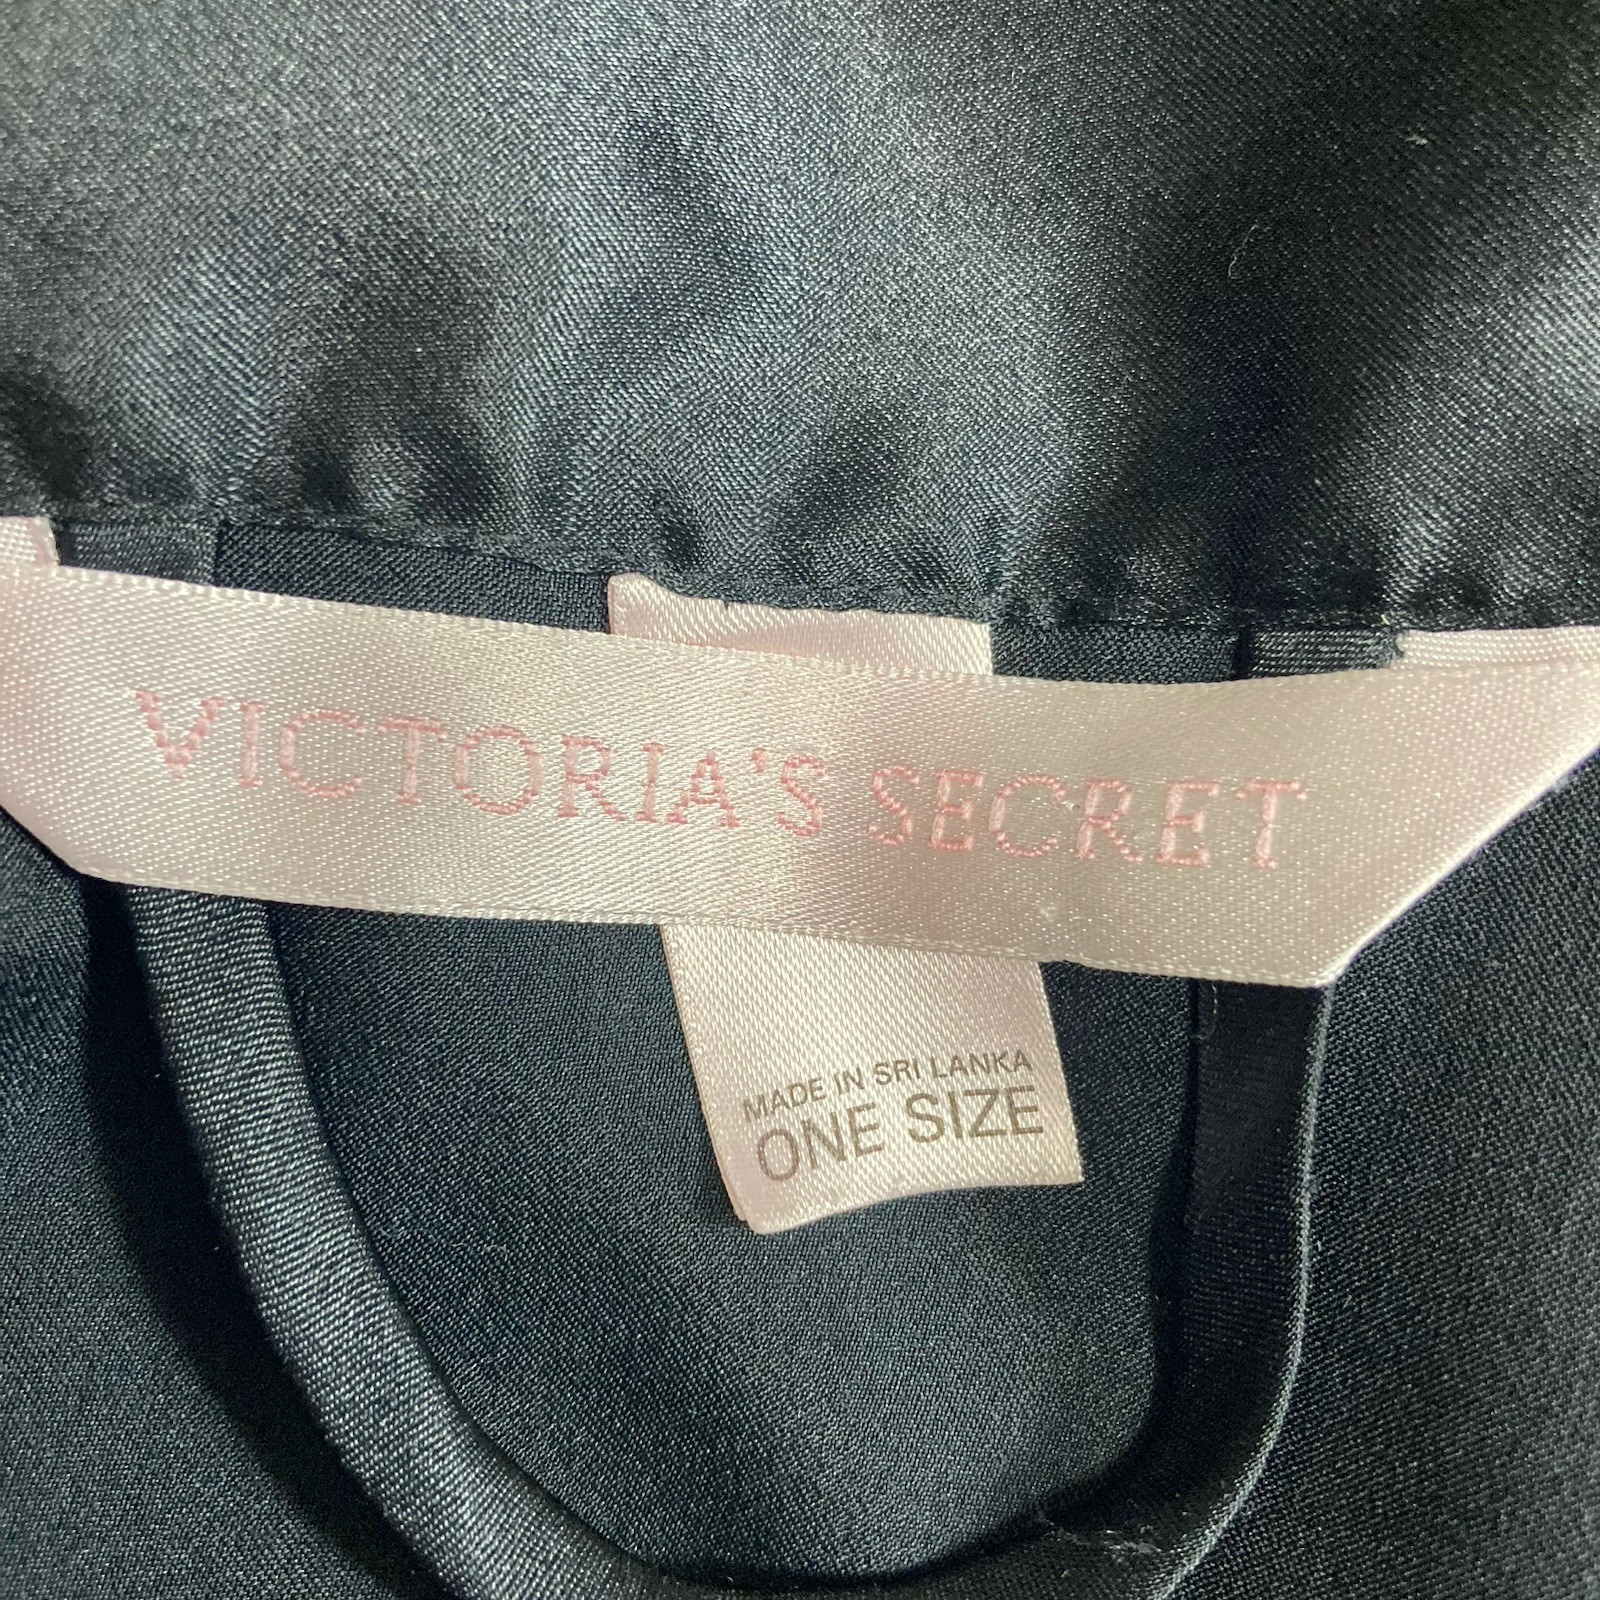 VICTORIA'S SECRET
MADE IN SRI LANKA
ONE SIZE